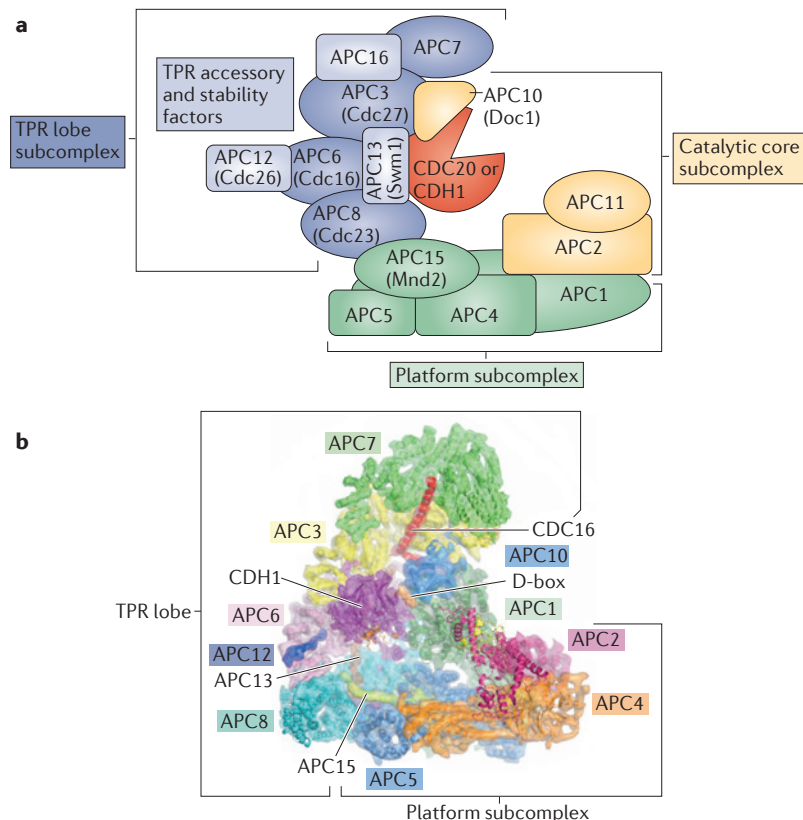 a
APC7
APC16
TPR accessory
and stability
factors
APC3
(Cdc27)
APC10
(Doc1)
TPR lobe
subcomplex
APC12
(Cdc26)
APC6
(Cdc16)
APC13
(Swm1)
CDC20 or
CDH1
Catalytic core
subcomplex
APC11
APC8
(Cdc23)
APC2
APC15
(Mnd2)
APC1
APC5
APC4
Platform subcomplex
b
APC7
CDC16
APC3
APC10
CDH1
D-box
TPR lobe
APC6
APC1
APC2
APC12
APC13
APC8
APC4
APC15
APC5
Platform subcomplex